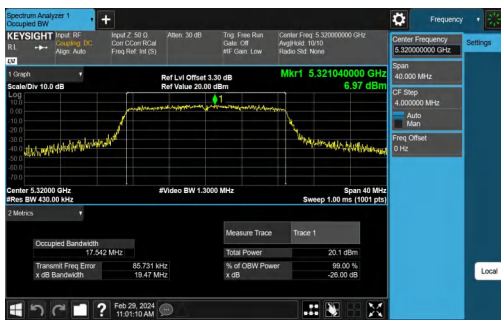 Spectrum Analyzer 1
Occupied BW
Frequency
KEYSIGHT
RL
Input: RF
Coupling: DC
Align: Auto
Input Z: 50 Ω
Corr CCorr RCal
Freq Ref: Int (S)
Atten: 30 dB
Trig: Free Run
Gate: Off
#IF Gain: Low
Center Freq: 5.320000000 GHz
Avg|Hold: 10/10
Radio Std: None
Center Frequency
5.320000000 GHz
Settings
Span
40.000 MHz
CF Step
4.000000 MHz
Auto
Man
Freq Offset
0 Hz
Local
1 Graph
Scale/Div 10.0 dB
Ref Lvl Offset 3.30 dB
Ref Value 20.00 dBm
Mkr1 5.321040000 GHz
6.97 dBm
Log
10.0
0.00
-10.0
-20.0
-30.0
-40.0
-50.0
-60.0
-70.0
1
Center 5.32000 GHz
#Res BW 430.00 kHz
#Video BW 1.3000 MHz
Span 40 MHz
Sweep 1.00 ms (1001 pts)
2 Metrics
Measure Trace
Trace 1
Occupied Bandwidth
17.542 MHz
Total Power
20.1 dBm
Transmit Freq Error
85.731 kHz
% of OBW Power
99.00 %
x dB Bandwidth
19.47 MHz
x dB
-26.00 dB
Feb 29, 2024
11:01:10 AM